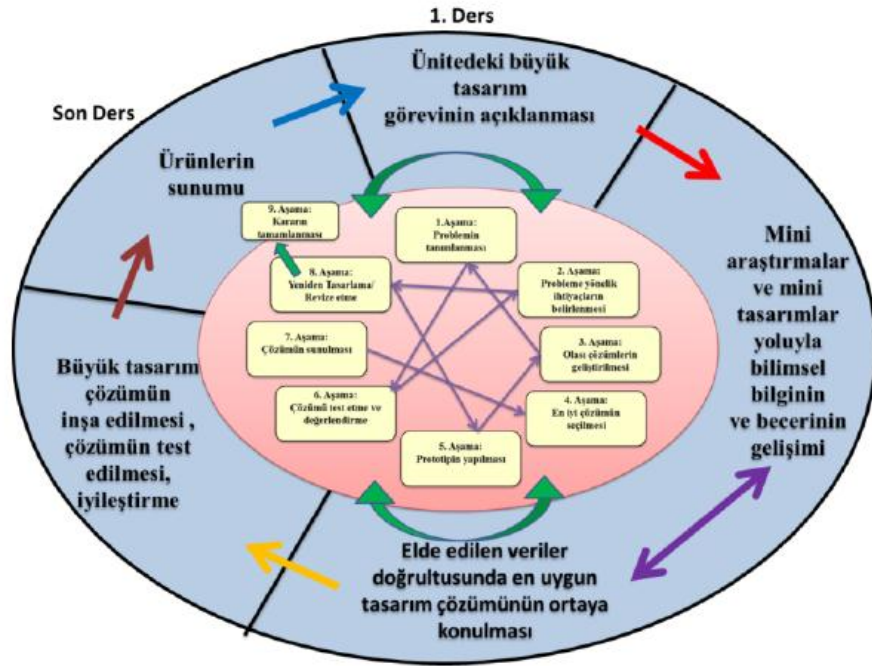 1. Ders
Ünitedeki büyük
tasarım
görevinin açıklanması
Son Ders
Ürünlerin
sunumu
Mini
araştırmalar
ve mini
tasarımlar
yoluyla
bilimsel
bilginin
ve becerinin
gelişimi
Elde edilen veriler
doğrultusunda en uygun
tasarım çözümünün ortaya
konulması
Büyük tasarım
çözümün
inşa edilmesi ,
çözümün test
edilmesi,
iyileştirme
1.Aşama:
Problemin
tanımlanması
2. Aşama:
Probleme yönelik
ihtiyaçların
belirlenmesi
3. Aşama:
Olası çözümlerin
geliştirilmesi
4. Aşama:
En iyi çözümün
seçilmesi
5. Aşama:
Prototipin yapılması
6. Aşama:
Çözümü test etme ve
değerlendirme
7. Aşama:
Çözümün sunulması
8. Aşama:
Yeniden Tasarlama/
Revize etme
9. Aşama:
Kararın
tamamlanması